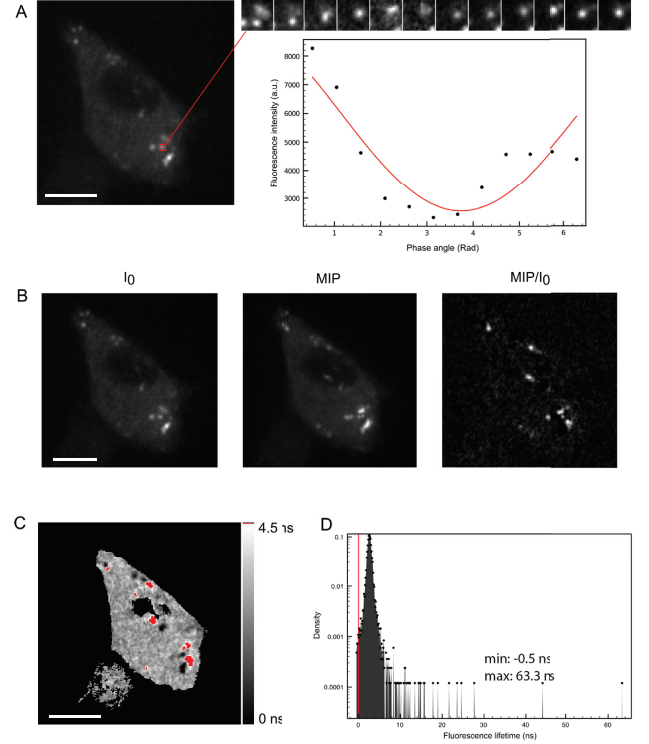 A
Fluorescence intensity (a.u.)
8000
7000
6000
5000
4000
3000
1 2 3 4 5 6
Phase angle (Rad)
B
I0 MIP MIP/I0
C
4.5 ns
0 ns
D
Density
0.1
0.001
0.0001
min: -0.5 ns
max: 63.3 ns
0 10 20 30 40 50 60
Fluorescence lifetime (ns)